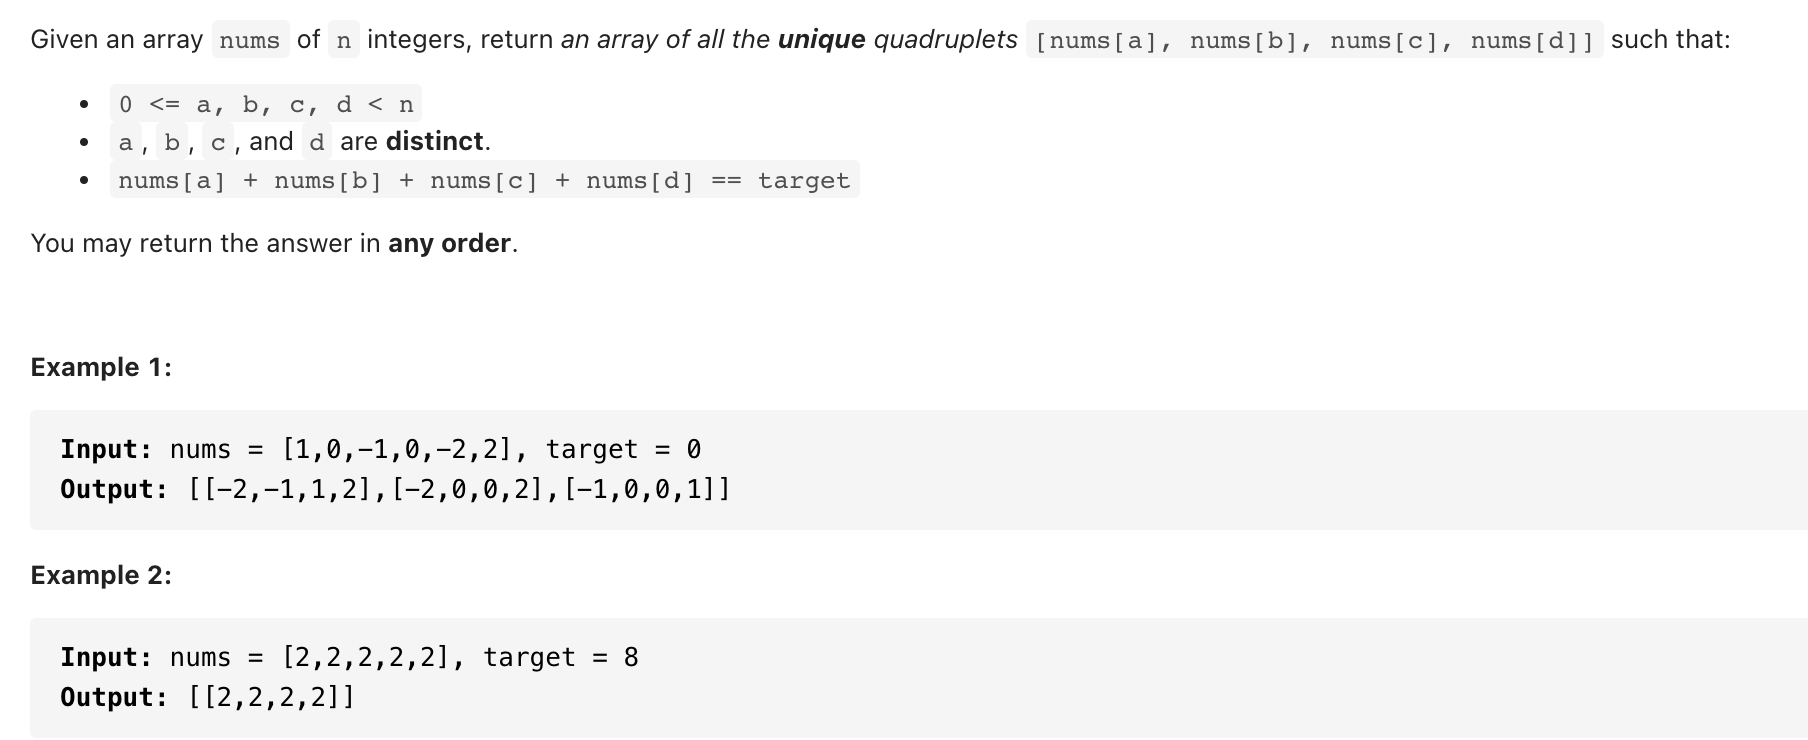 Given an array nums of n integers, return an array of all the unique quadruplets [nums[a], nums[b], nums[c], nums[d]] such that:
• 0 <= a, b, c, d < n
• a, b, c, and d are distinct.
• nums[a] + nums[b] + nums[c] + nums[d] == target
You may return the answer in any order.
Example 1:
Input: nums = [1,0,-1,0,-2,2], target = 0
Output: [[-2,-1,1,2],[-2,0,0,2],[-1,0,0,1]]
Example 2:
Input: nums = [2,2,2,2,2], target = 8
Output: [[2,2,2,2]]